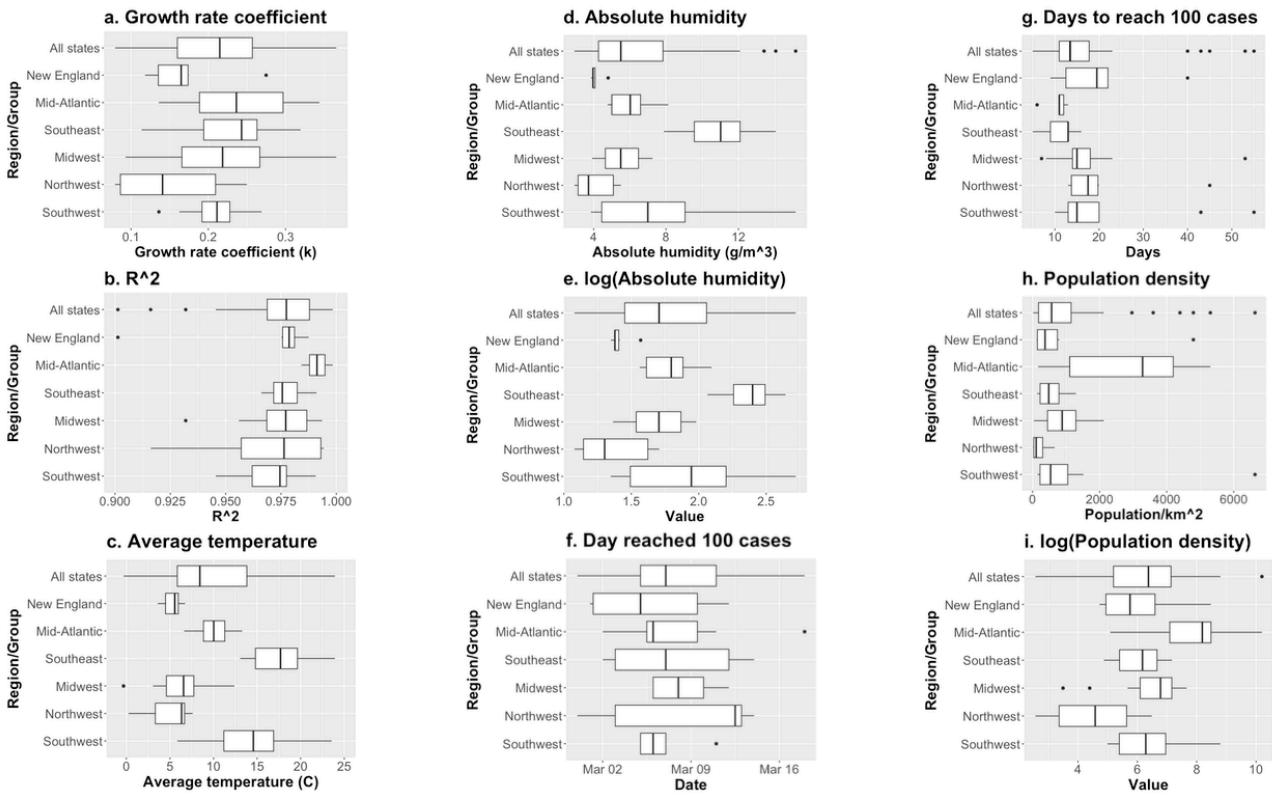 a. Growth rate coefficient
Region/Group
All states
New England
Mid-Atlantic
Southeast
Midwest
Northwest
Southwest
0.1 0.2 0.3
Growth rate coefficient (k)
b. R^2
Region/Group
All states
New England
Mid-Atlantic
Southeast
Midwest
Northwest
Southwest
0.900 0.925 0.950 0.975 1.000
R^2
c. Average temperature
Region/Group
All states
New England
Mid-Atlantic
Southeast
Midwest
Northwest
Southwest
0 5 10 15 20 25
Average temperature (C)
d. Absolute humidity
Region/Group
All states
New England
Mid-Atlantic
Southeast
Midwest
Northwest
Southwest
4 8 12
Absolute humidity (g/m^3)
e. log(Absolute humidity)
Region/Group
All states
New England
Mid-Atlantic
Southeast
Midwest
Northwest
Southwest
1.0 1.5 2.0 2.5
Value
f. Day reached 100 cases
Region/Group
All states
New England
Mid-Atlantic
Southeast
Midwest
Northwest
Southwest
Mar 02 Mar 09 Mar 16
Date
g. Days to reach 100 cases
Region/Group
All states
New England
Mid-Atlantic
Southeast
Midwest
Northwest
Southwest
10 20 30 40 50
Days
h. Population density
Region/Group
All states
New England
Mid-Atlantic
Southeast
Midwest
Northwest
Southwest
0 2000 4000 6000
Population/km^2
i. log(Population density)
Region/Group
All states
New England
Mid-Atlantic
Southeast
Midwest
Northwest
Southwest
4 6 8 10
Value